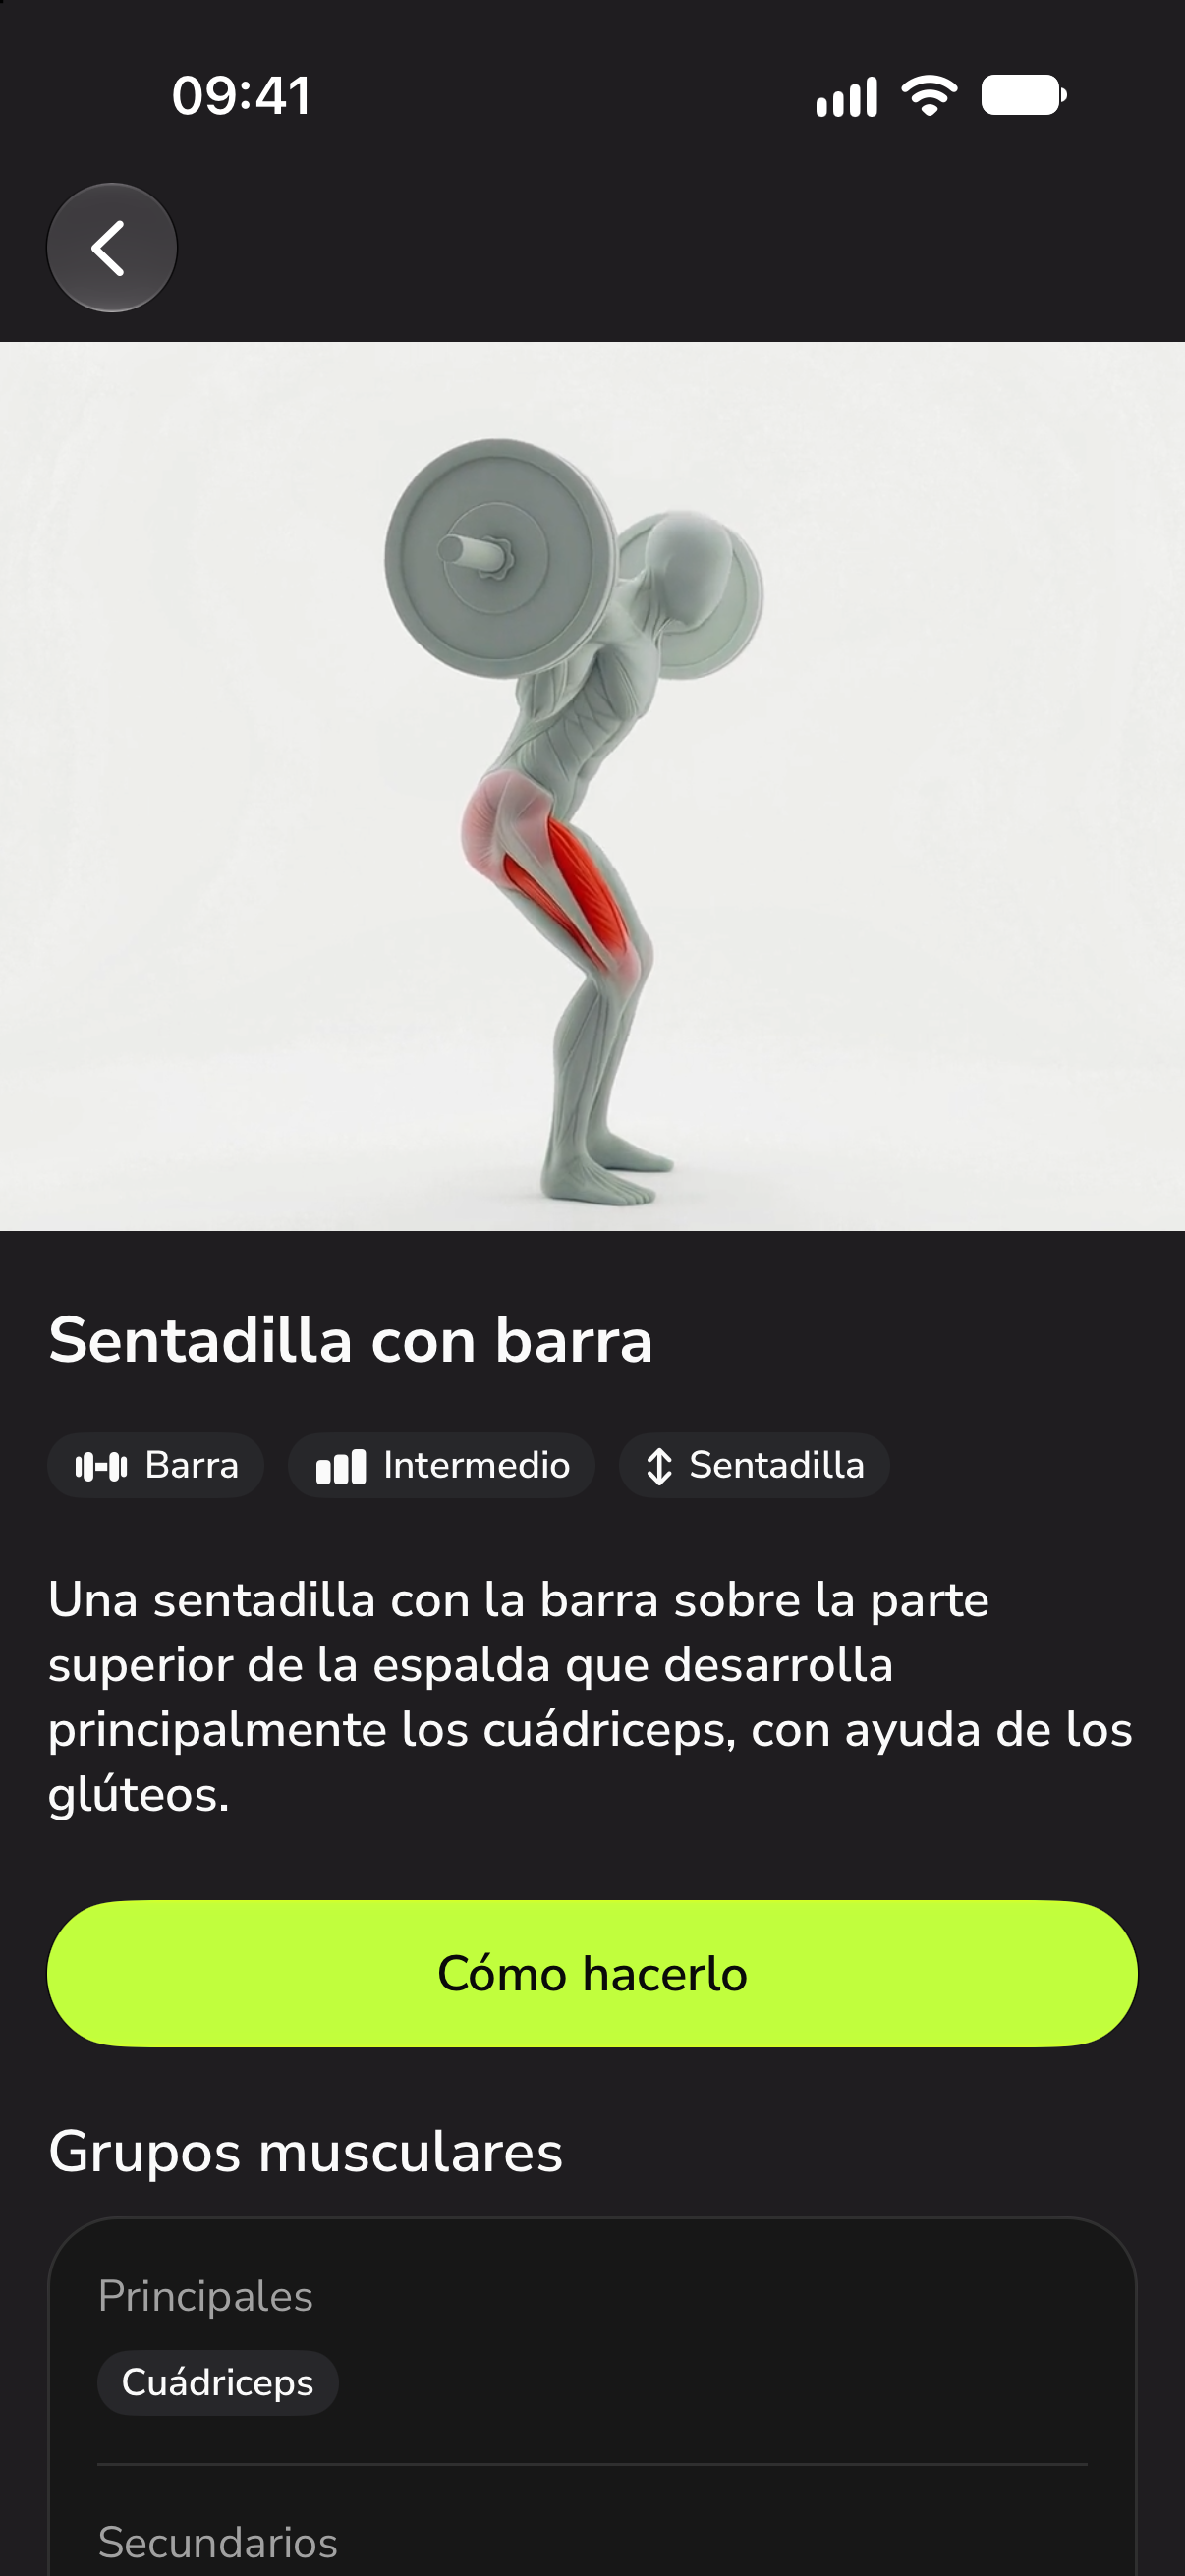 09:41
Sentadilla con barra
Barra
Intermedio
Sentadilla
Una sentadilla con la barra sobre la parte
superior de la espalda que desarrolla
principalmente los cuádriceps, con ayuda de los
glúteos.
Cómo hacerlo
Grupos musculares
Principales
Cuádriceps
Secundarios